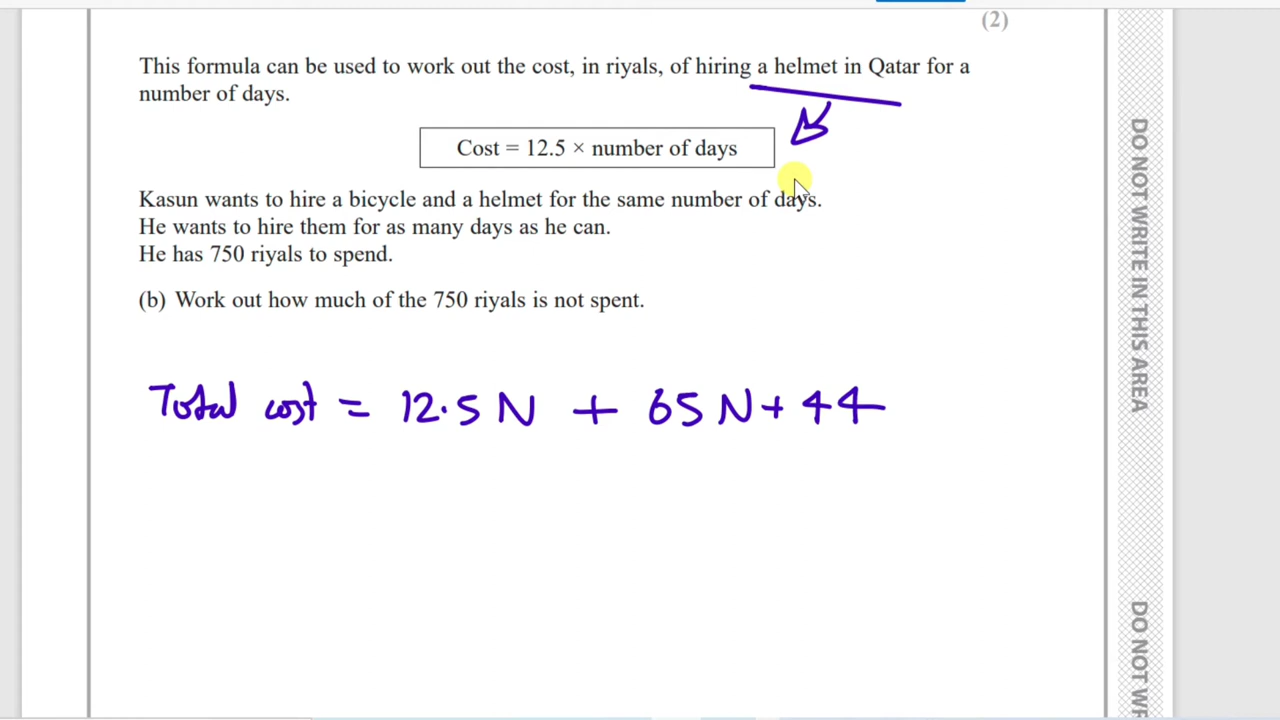 (2)
This formula can be used to work out the cost, in riyals, of hiring a helmet in Qatar for a
number of days.
Cost = 12.5 × number of days
Kasun wants to hire a bicycle and a helmet for the same number of days.
He wants to hire them for as many days as he can.
He has 750 riyals to spend.
(b) Work out how much of the 750 riyals is not spent.
Total cost = 12.5 N + 65 N + 44
DO NOT WRITE IN THIS AREA
DO NOT WR